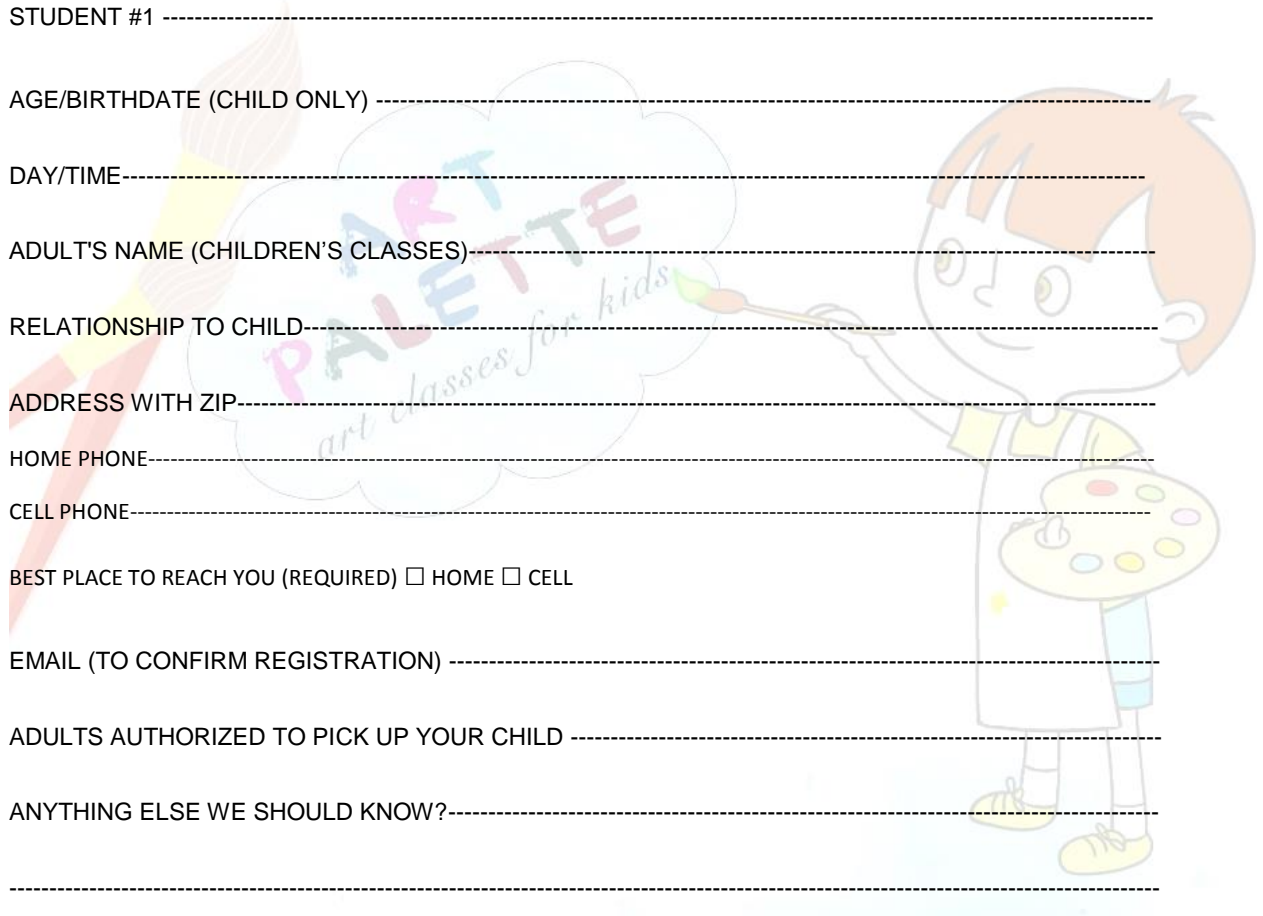 STUDENT #1 ------------------------------------------------------------
AGE/BIRTHDATE (CHILD ONLY) ------------------------------------------------------------
DAY/TIME------------------------------------------------------------
ADULT'S NAME (CHILDREN’S CLASSES)------------------------------------------------------------
RELATIONSHIP TO CHILD------------------------------------------------------------
ADDRESS WITH ZIP------------------------------------------------------------
HOME PHONE------------------------------------------------------------
CELL PHONE------------------------------------------------------------
BEST PLACE TO REACH YOU (REQUIRED) ☐ HOME ☐ CELL
EMAIL (TO CONFIRM REGISTRATION) ------------------------------------------------------------
ADULTS AUTHORIZED TO PICK UP YOUR CHILD ------------------------------------------------------------
ANYTHING ELSE WE SHOULD KNOW?------------------------------------------------------------
------------------------------------------------------------
ART
PALETTE
art classes for kids